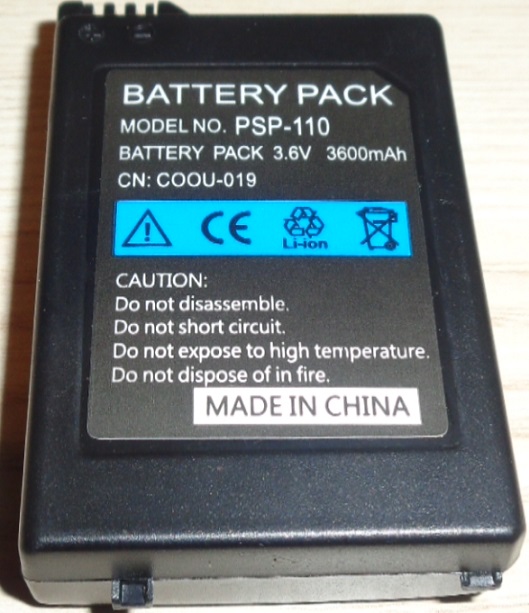 BATTERY PACK
MODEL NO. PSP-110
BATTERY PACK 3.6V 3600mAh
CN: COOU-019
CE Li-ion
CAUTION:
Do not disassemble.
Do not short circuit.
Do not expose to high temperature.
Do not dispose of in fire.
MADE IN CHINA